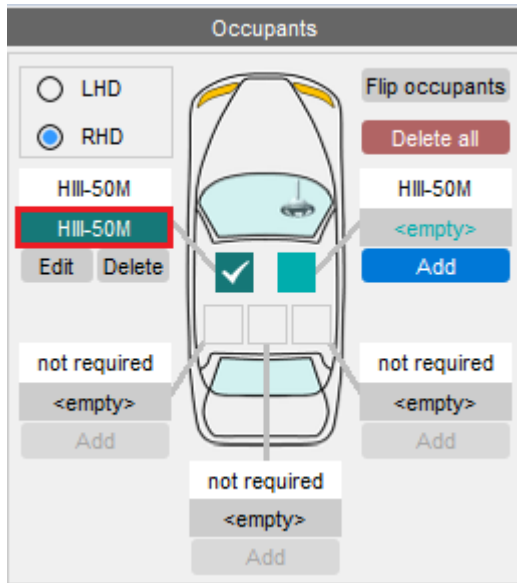 Occupants
LHD
RHD
Flip occupants
Delete all
HIII-50M
HIII-50M
Edit Delete
HIII-50M
<empty>
Add
not required
<empty>
Add
not required
<empty>
Add
not required
<empty>
Add